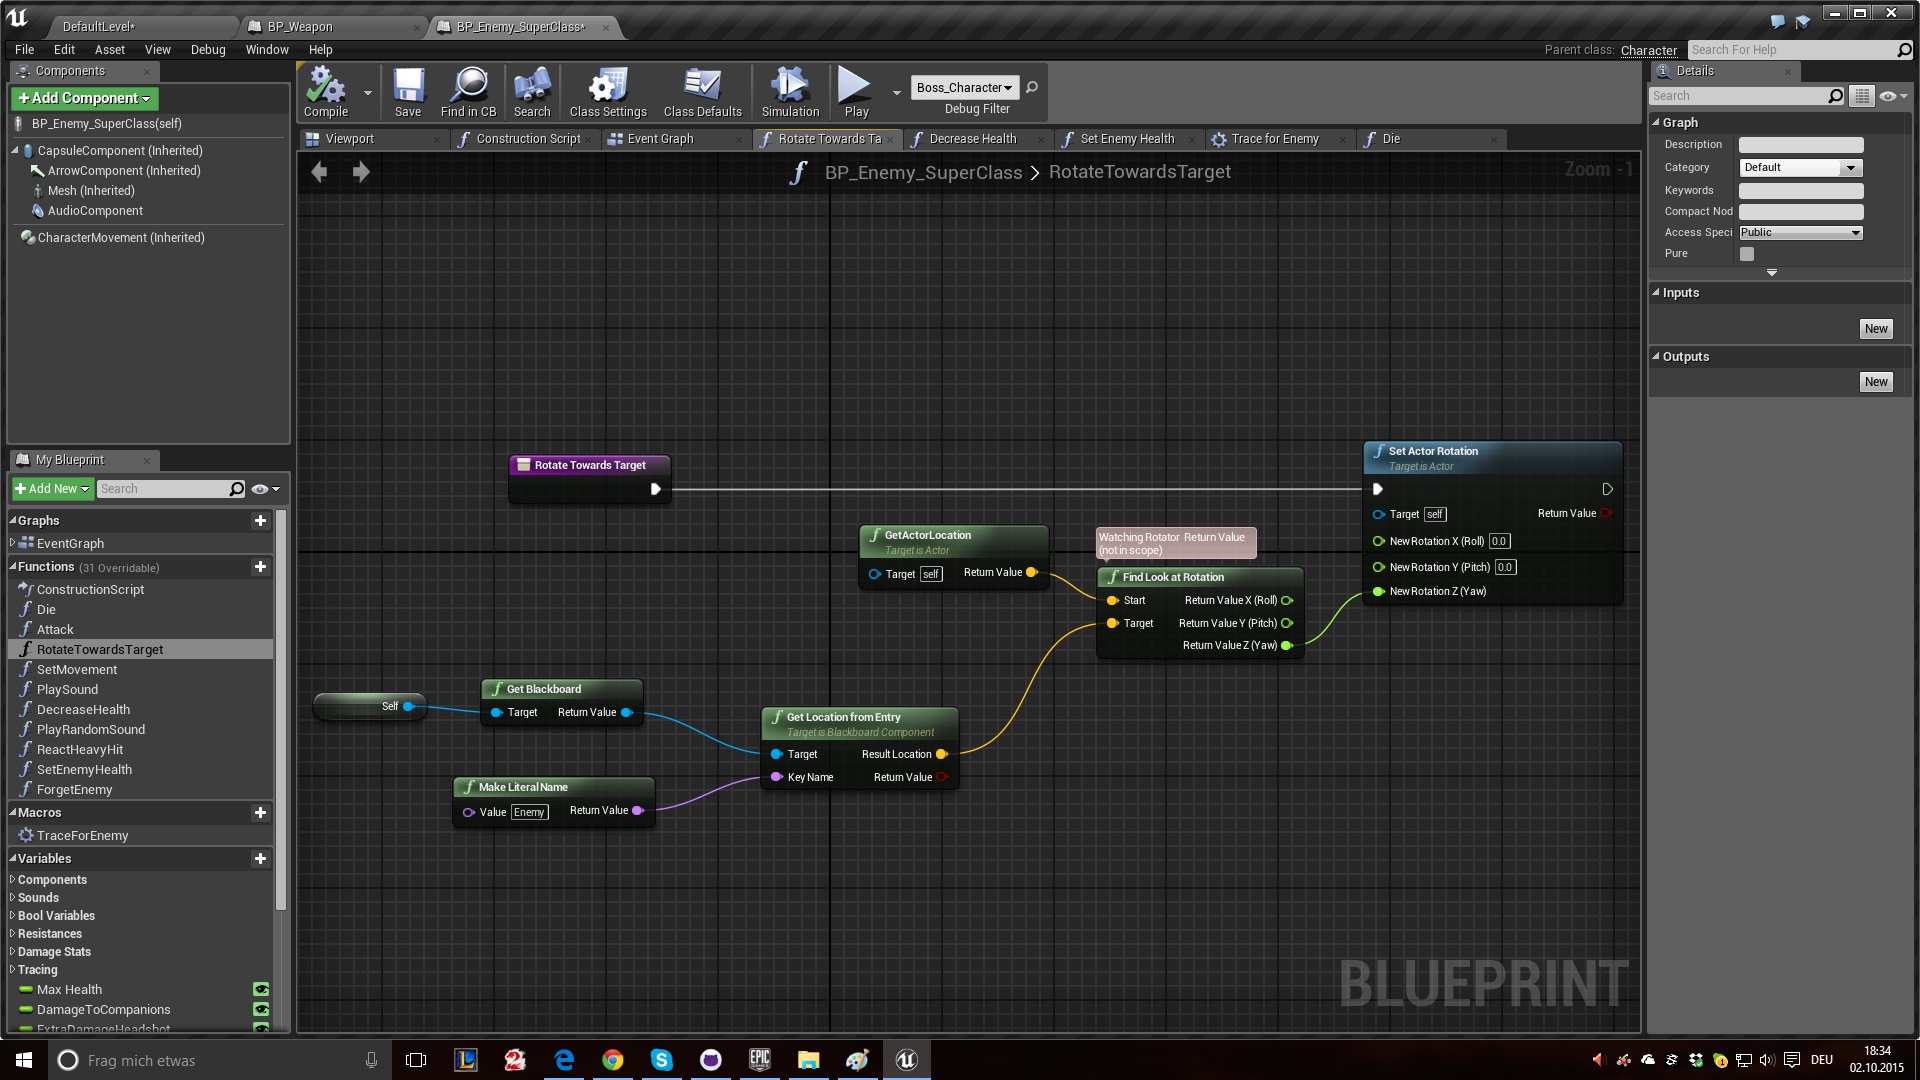 DefaultLevel*
BP_Weapon
BP_Enemy_SuperClass*
File Edit Asset View Debug Window Help
Parent class: Character
Search For Help
Components
Add Component
BP_Enemy_SuperClass(self)
CapsuleComponent (Inherited)
ArrowComponent (Inherited)
Mesh (Inherited)
AudioComponent
CharacterMovement (Inherited)
Compile
Save
Find in CB
Search
Class Settings
Class Defaults
Simulation
Play
Boss_Character
Debug Filter
Viewport
Construction Script
Event Graph
Rotate Towards Ta
Decrease Health
Set Enemy Health
Trace for Enemy
Die
BP_Enemy_SuperClass > RotateTowardsTarget
Zoom -1
Rotate Towards Target
GetActorLocation
Target is Actor
Target self Return Value
Watching Rotator Return Value
(not in scope)
Find Look at Rotation
Start Return Value X (Roll)
Target Return Value Y (Pitch)
Return Value Z (Yaw)
Set Actor Rotation
Target is Actor
Target self Return Value
New Rotation X (Roll) 0.0
New Rotation Y (Pitch) 0.0
New Rotation Z (Yaw)
Self
Get Blackboard
Target Return Value
Get Location from Entry
Target is Blackboard Component
Target Result Location
Key Name Return Value
Make Literal Name
Value Enemy Return Value
BLUEPRINT
My Blueprint
Add New
Search
Graphs
EventGraph
Functions (31 Overridable)
ConstructionScript
Die
Attack
RotateTowardsTarget
SetMovement
PlaySound
DecreaseHealth
PlayRandomSound
ReactHeavyHit
SetEnemyHealth
ForgetEnemy
Macros
TraceForEnemy
Variables
Components
Sounds
Bool Variables
Resistances
Damage Stats
Tracing
Max Health
DamageToCompanions
ExtraDamageHeadshot
Details
Search
Graph
Description
Category Default
Keywords
Compact Nod
Access Speci Public
Pure
Inputs
New
Outputs
New
Frag mich etwas
EPIC
GAMES
DEU
18:34
02.10.2015